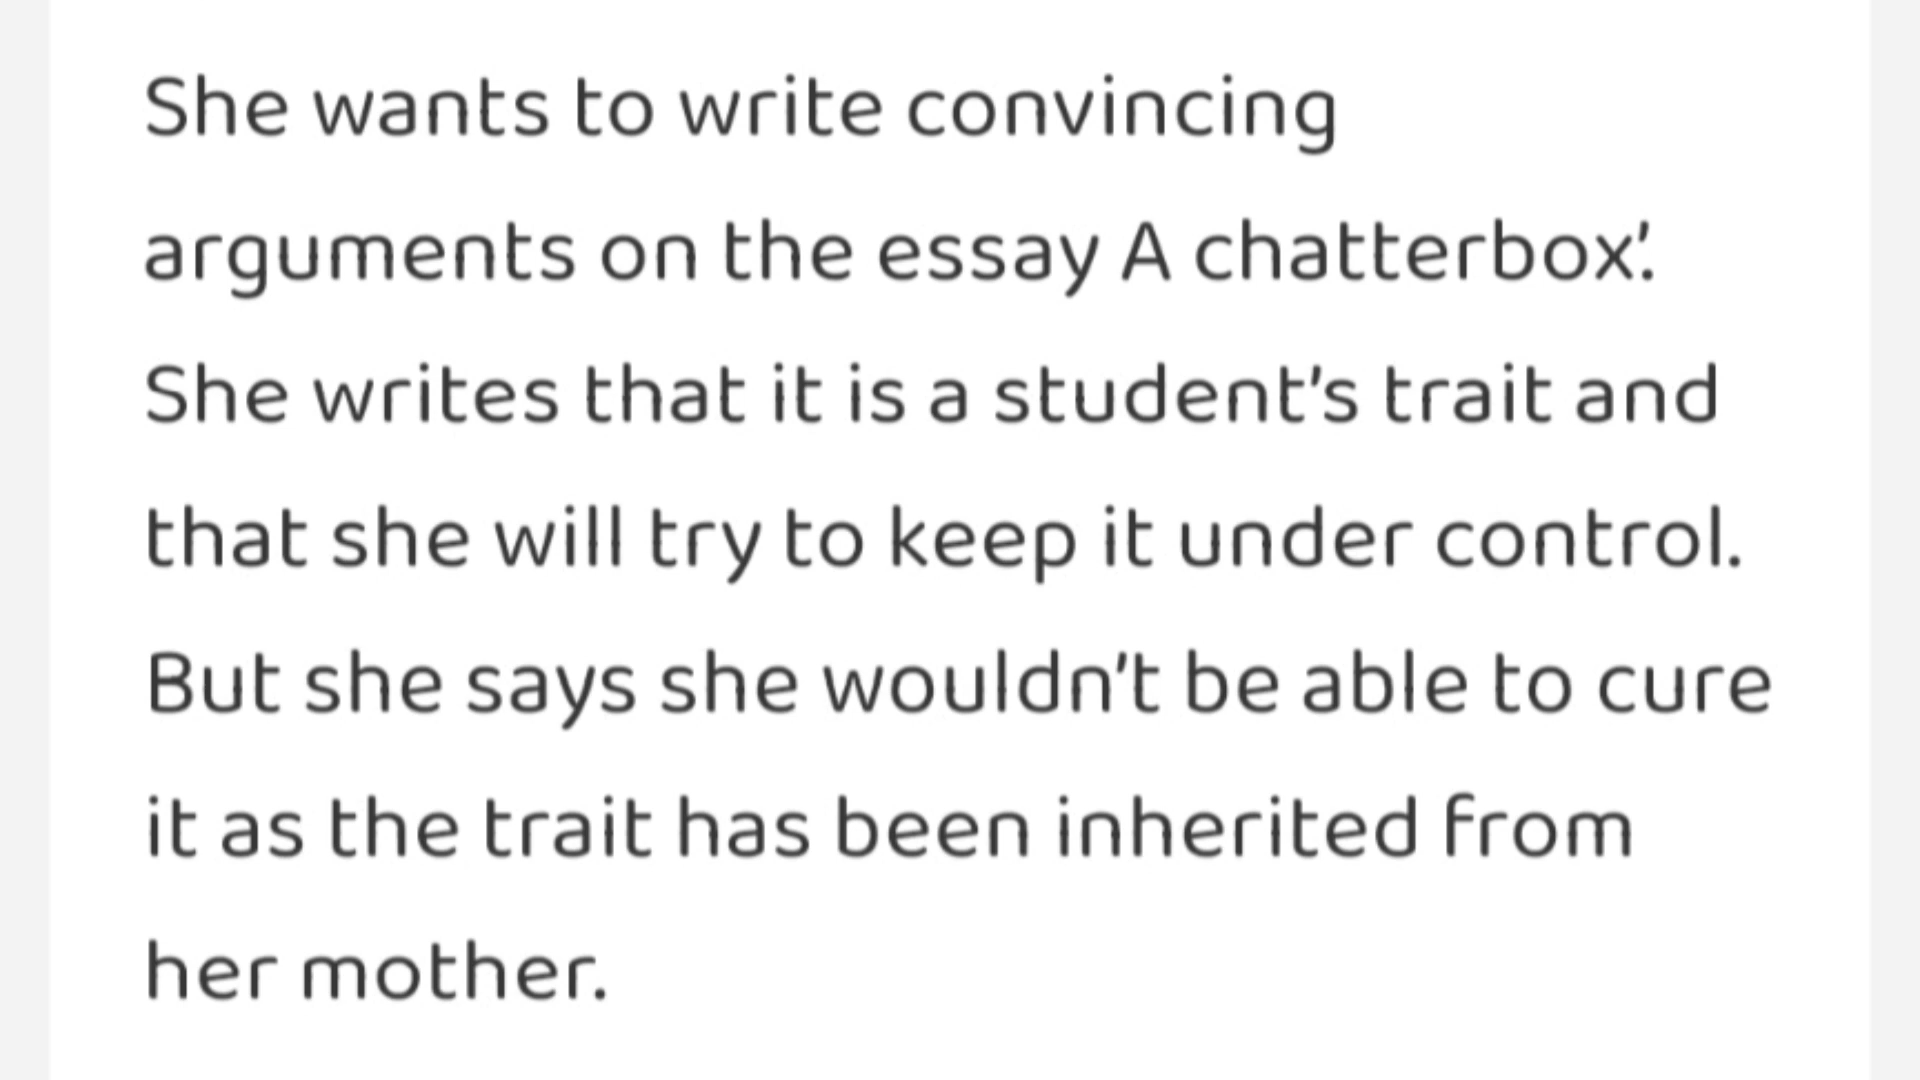 She wants to write convincing
arguments on the essay A chatterbox’.
She writes that it is a student’s trait and
that she will try to keep it under control.
But she says she wouldn’t be able to cure
it as the trait has been inherited from
her mother.